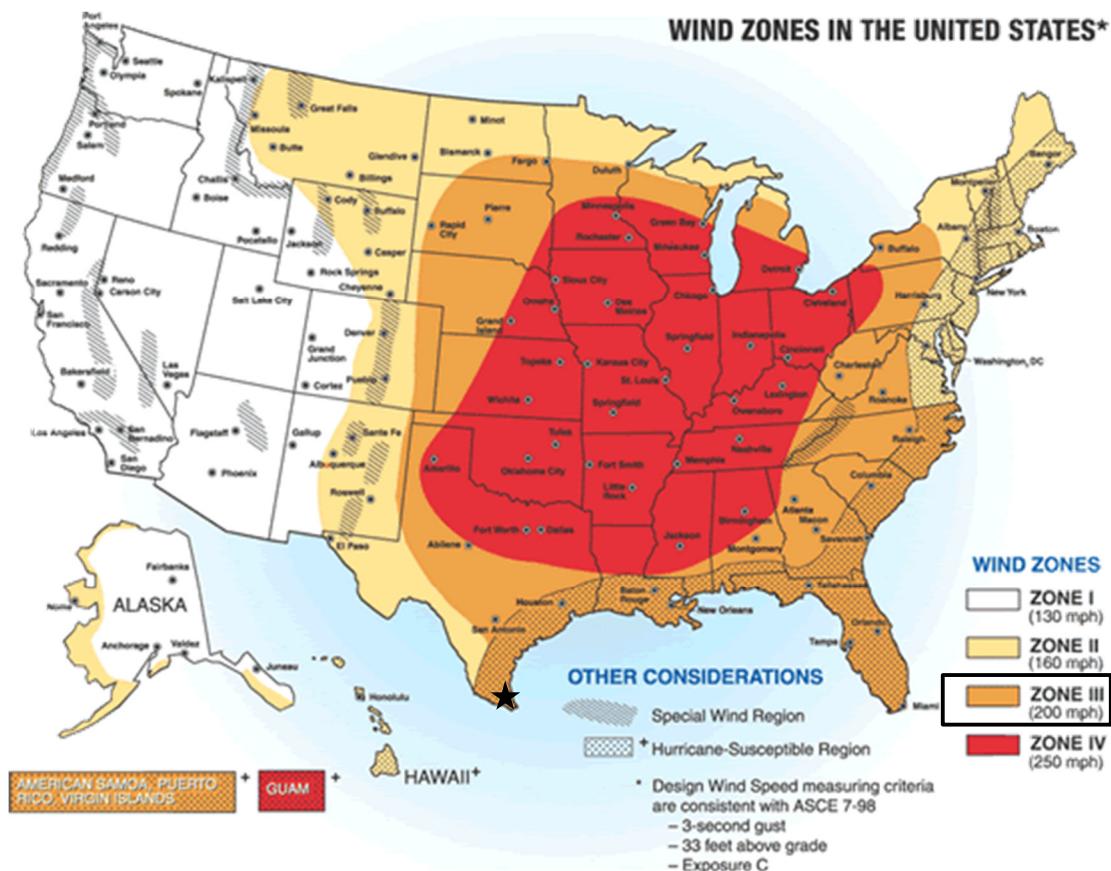 WIND ZONES IN THE UNITED STATES*
Port
Angeles
Seattle
Olympia
Spokane
Kalispell
Great Falls
Portland
Salem
Missoula
Butte
Glendive
Billings
Minot
Bismarck
Fargo
Duluth
Bangor
Montpelier
Medford
Challis
Boise
Cody
Buffalo
Pierre
Rapid
City
Minneapolis
Green Bay
Albany
Boston
Buffalo
Redding
Pocatello
Jackson
Casper
Rochester
Milwaukee
Detroit
Sacramento
Reno
Carson City
Rock Springs
Cheyenne
Sioux City
San
Francisco
Salt Lake City
Omaha
Des
Moines
Chicago
Cleveland
Harrisburg
New York
Grand
Island
Denver
Grand
Junction
Springfield
Indianapolis
Cincinnati
Washington, DC
Bakersfield
Las
Vegas
Cortez
Pueblo
Topeka
Kansas City
St. Louis
Charleston
Lexington
Roanoke
Wichita
Springfield
Owensboro
Los Angeles
San
Bernadino
Flagstaff
Gallup
Santa Fe
Tulsa
Nashville
Raleigh
San
Diego
Phoenix
Albuquerque
Amarillo
Oklahoma City
Fort Smith
Memphis
Columbia
Roswell
Little
Rock
Atlanta
Macon
Birmingham
El Paso
Fort Worth
Dallas
Abilene
Jackson
Montgomery
Savannah
Fairbanks
Nome
ALASKA
Anchorage
Valdez
Juneau
Houston
Baton
Rouge
New Orleans
San Antonio
Orlando
Tampa
Miami
WIND ZONES
ZONE I
(130 mph)
ZONE II
(160 mph)
ZONE III
(200 mph)
ZONE IV
(250 mph)
Honolulu
HAWAII+
AMERICAN SAMOA, PUERTO
RICO, VIRGIN ISLANDS
+
GUAM
+
OTHER CONSIDERATIONS
Special Wind Region
+ Hurricane-Susceptible Region
* Design Wind Speed measuring criteria
are consistent with ASCE 7-98
– 3-second gust
– 33 feet above grade
– Exposure C